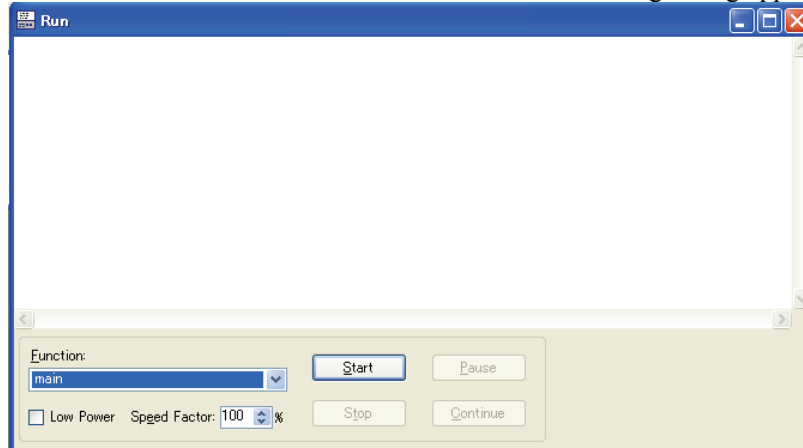 Run
Function:
main
Start
Pause
Low Power
Speed Factor: 100 %
Stop
Continue